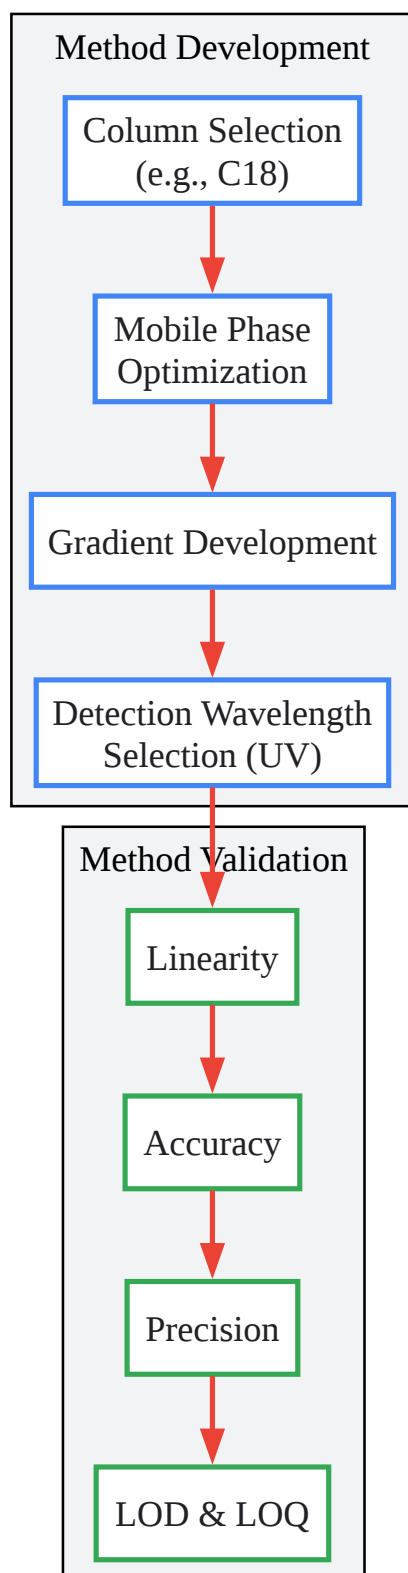 Method Development
Column Selection
(e.g., C18)
Mobile Phase
Optimization
Gradient Development
Detection Wavelength
Selection (UV)
Method Validation
Linearity
Accuracy
Precision
LOD & LOQ